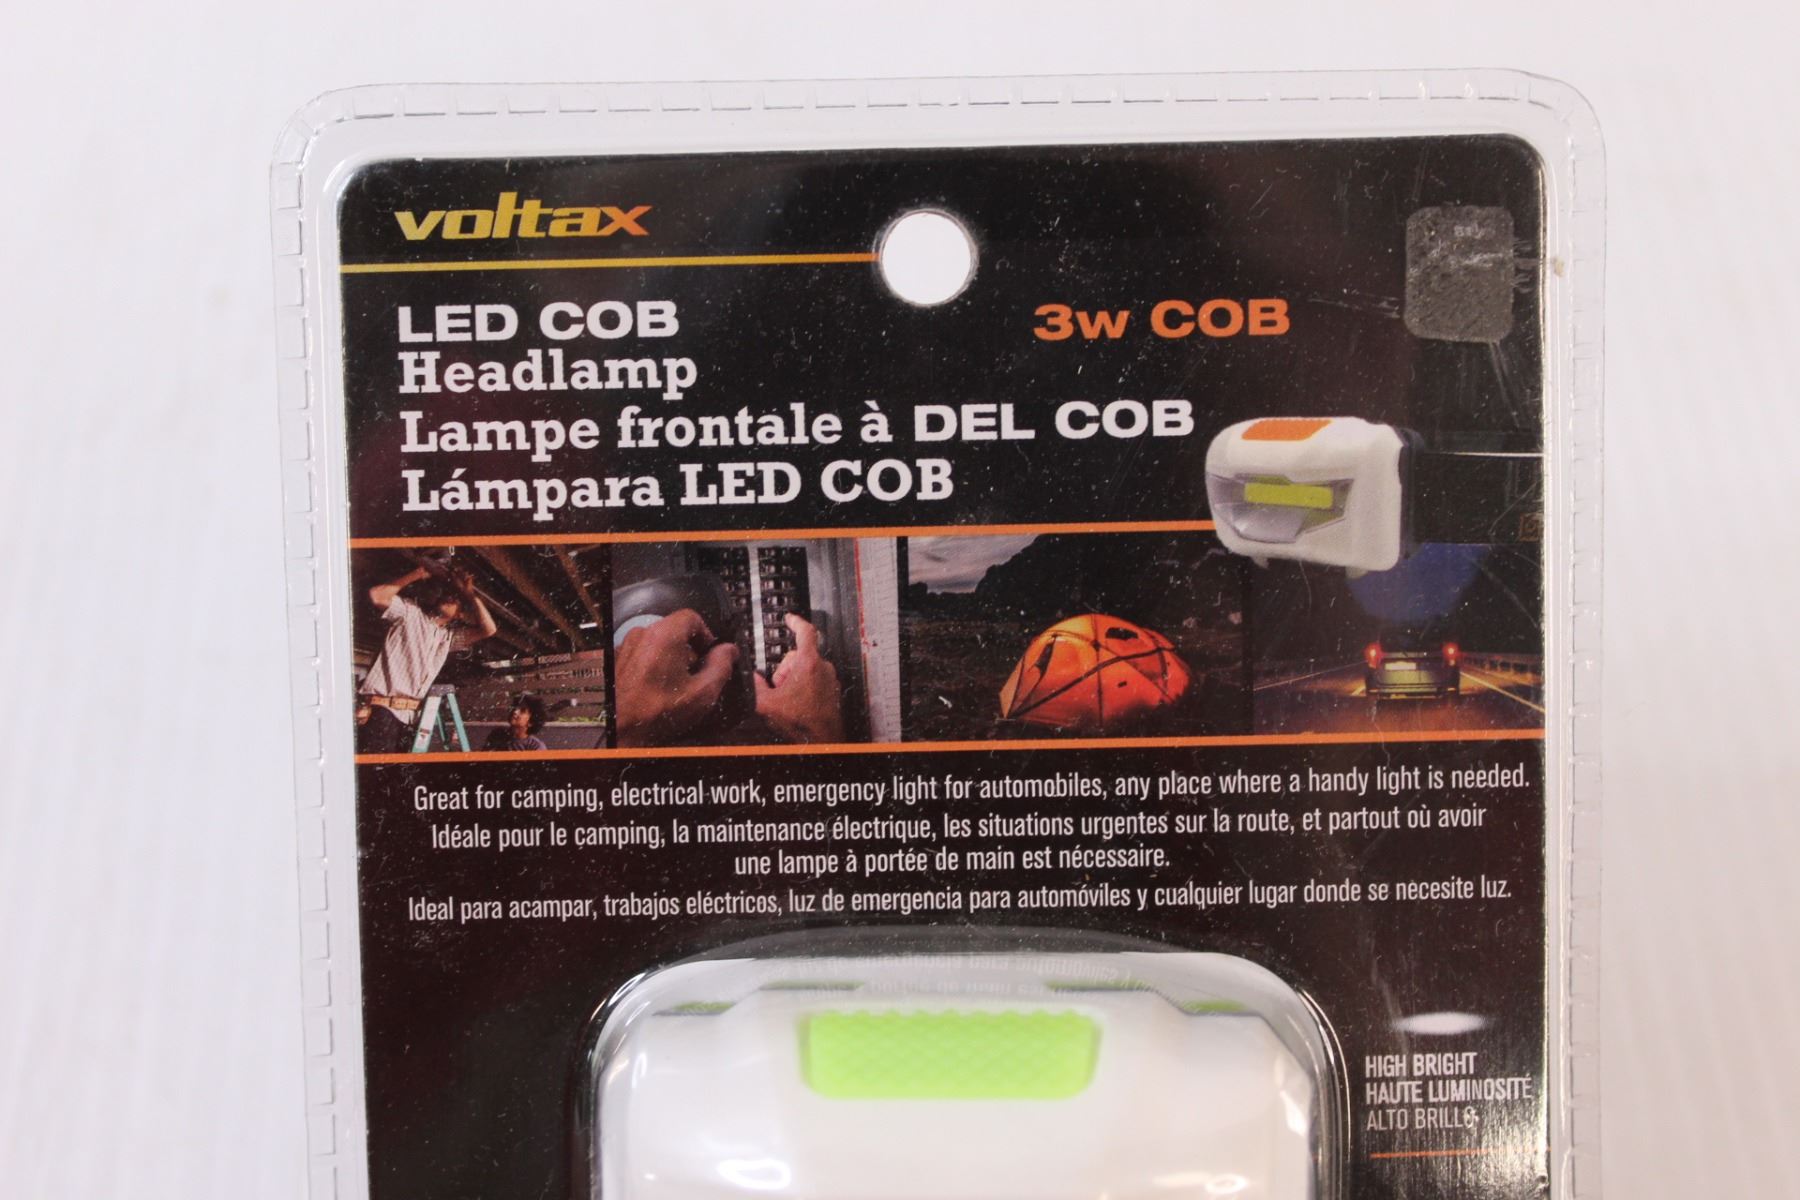 voltax
LED COB
Headlamp
3w COB
Lampe frontale à DEL COB
Lámpara LED COB
Great for camping, electrical work, emergency light for automobiles, any place where a handy light is needed.
Idéale pour le camping, la maintenance électrique, les situations urgentes sur la route, et partout où avoir
une lampe à portée de main est nécessaire.
Ideal para acampar, trabajos eléctricos, luz de emergencia para automóviles y cualquier lugar donde se necesite luz.
HIGH BRIGHT
HAUTE LUMINOSITÉ
ALTO BRILLO